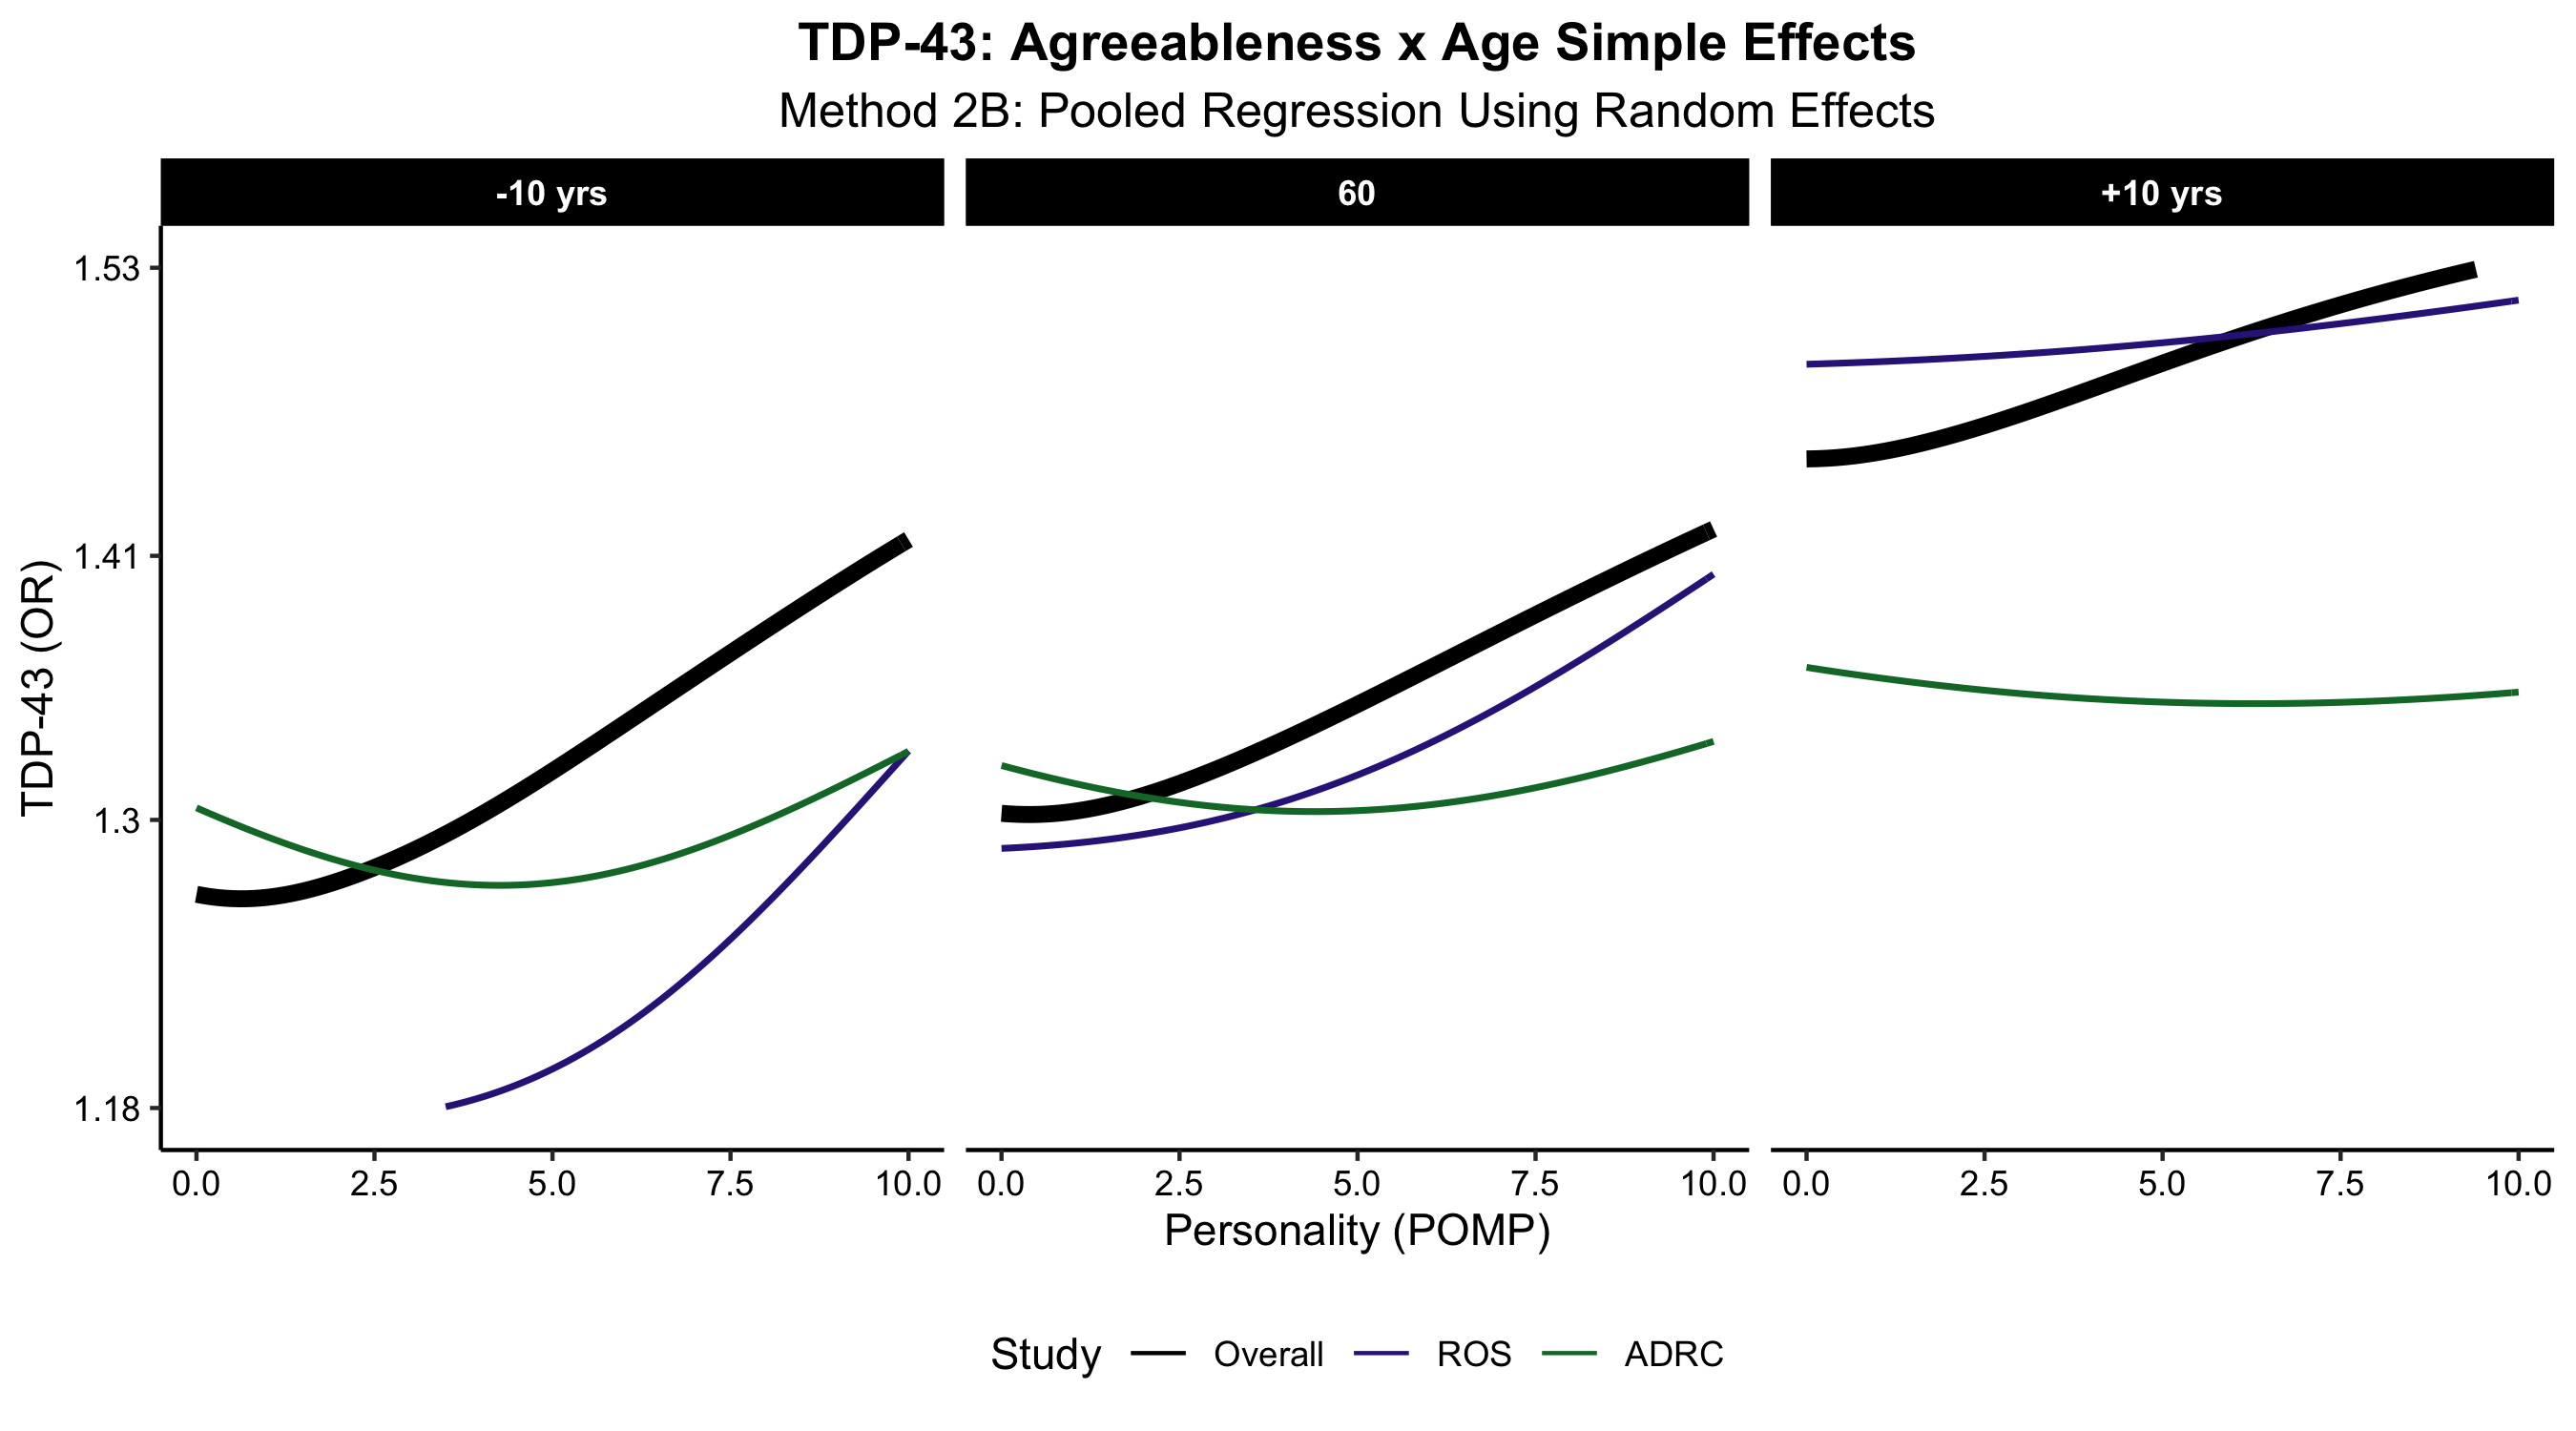 TDP-43: Agreeableness x Age Simple Effects
Method 2B: Pooled Regression Using Random Effects
-10 yrs
60
+10 yrs
TDP-43 (OR)
1.53
1.41
1.3
1.18
0.0 2.5 5.0 7.5 10.0
0.0 2.5 5.0 7.5 10.0
0.0 2.5 5.0 7.5 10.0
Personality (POMP)
Study Overall ROS ADRC